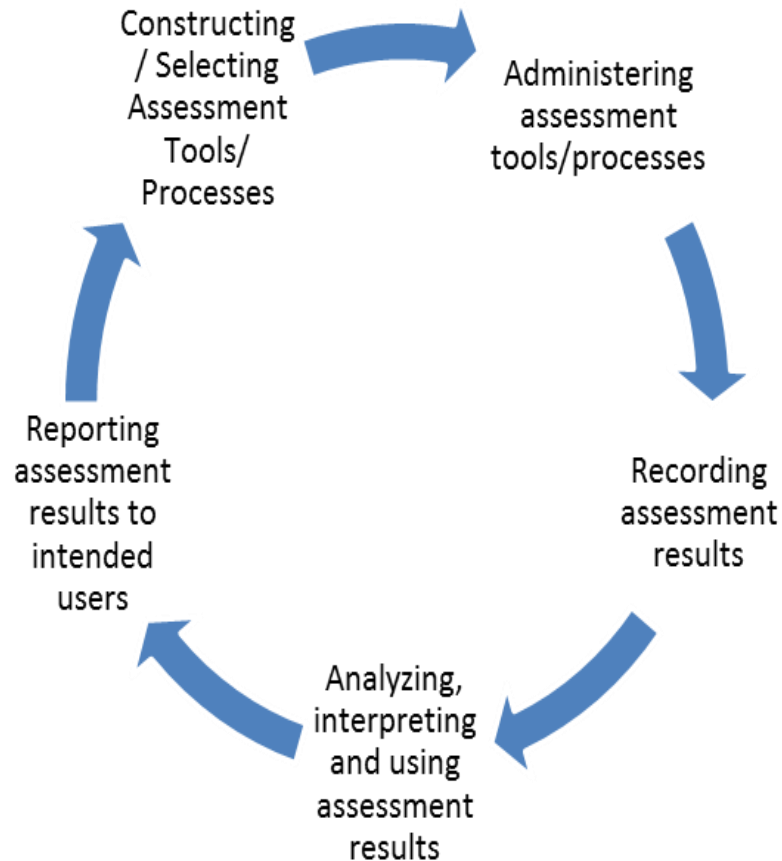 Constructing
/ Selecting
Assessment
Tools/
Processes
Administering
assessment
tools/processes
Recording
assessment
results
Analyzing,
interpreting
and using
assessment
results
Reporting
assessment
results to
intended
users